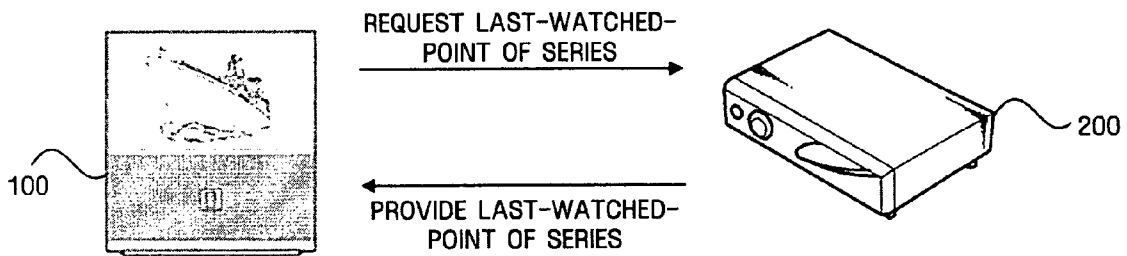 REQUEST LAST-WATCHED-
POINT OF SERIES
100
200
PROVIDE LAST-WATCHED-
POINT OF SERIES